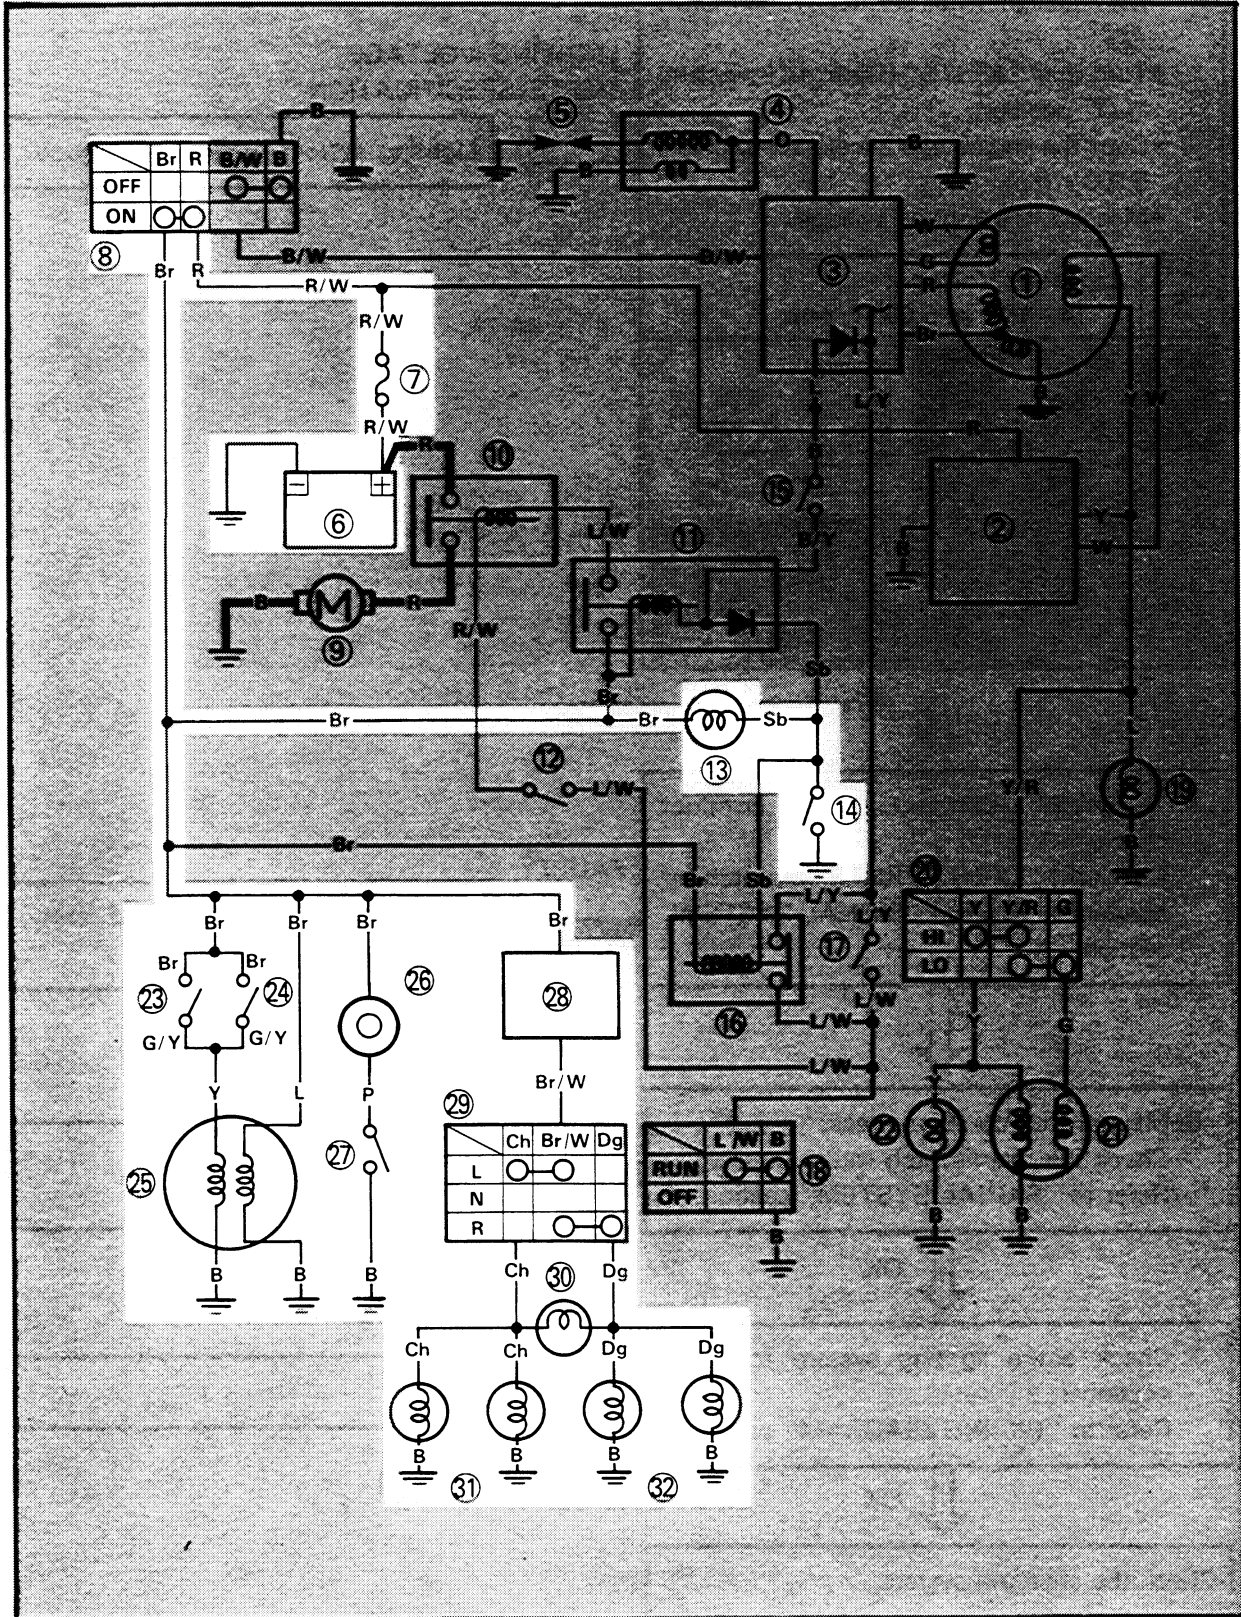 B
⑤
④
Br R B/W B
O
B
OFF
B
ON
W
⑧
B/W
B/W
③
G
①
Br R
R/W
R
R/W
Br
⑦
L
L/Y
B
Y W
R/W
R
R
⑩
B
− +
⑮
⑥
L/W
⑪
B/Y
Y
②
W
B
B M R
R/W
⑨
Sb
Br
Br
Br
Sb
L
⑬
⑫
L/W
⑭
Y/R
⑲
B
Br
Br
Sb
L/Y
L/Y
⑳
Y Y/R G
HI
LO
Br Br Br
Br
⑰
Br Br
㉓ ㉔
㉖
㉘
L/W
⑯
L/W
Y
G
G/Y G/Y
L/W
Y L P
Br/W
Y
㉙
Ch Br/W Dg
L
N
R
㉗
㉕
L/W B
RUN
OFF
⑱
㉒
㉑
B
B
B
B B B
Ch
㉚
Dg
Ch Ch Dg Dg
B B B B
㉛ ㉜